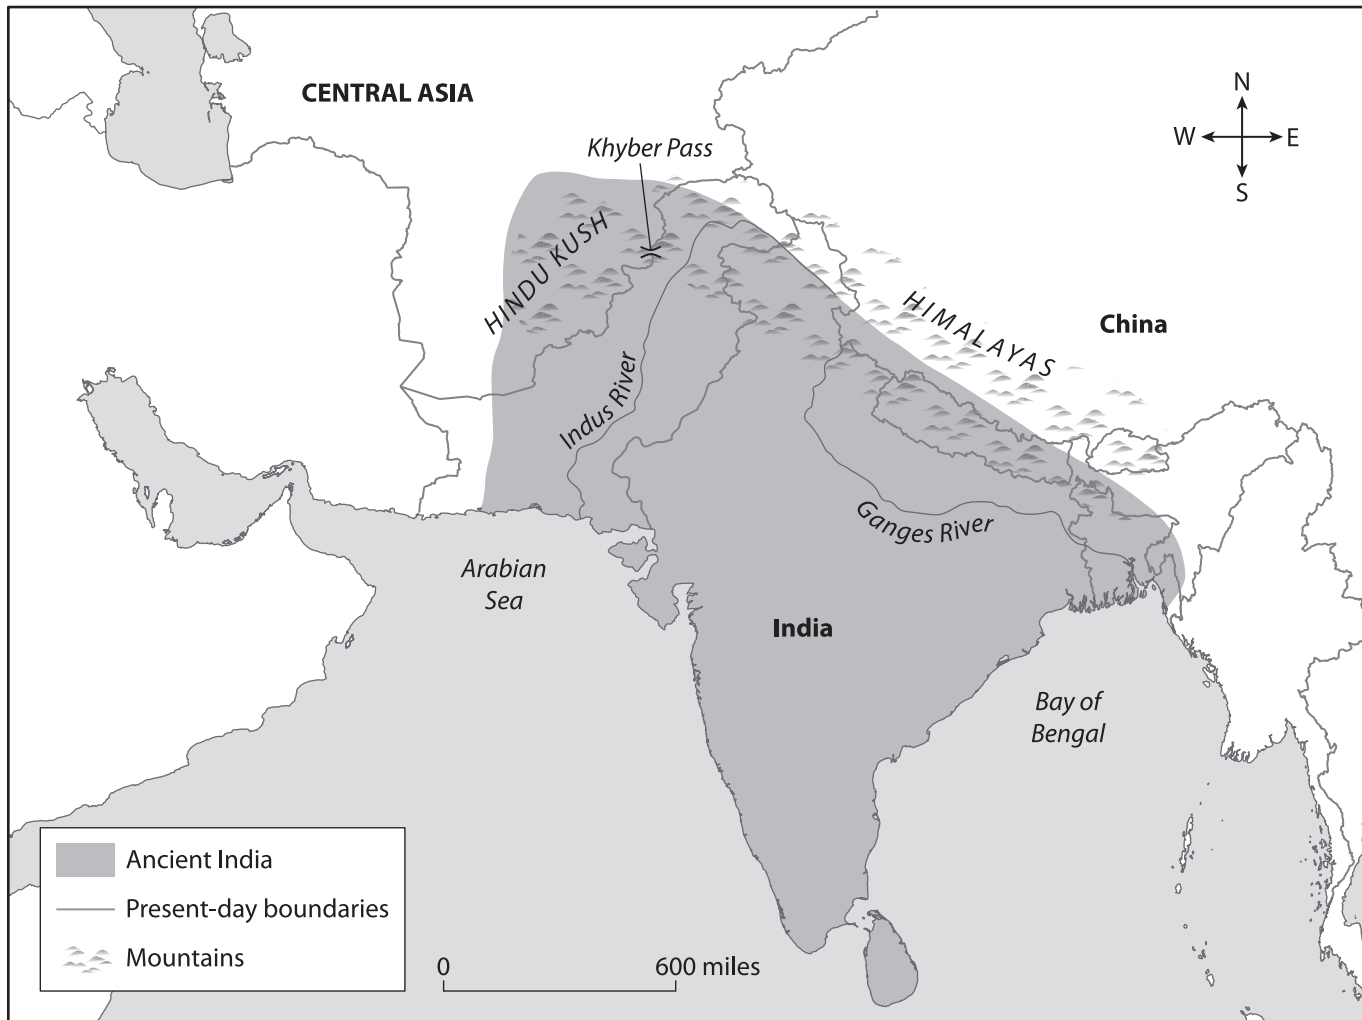 CENTRAL ASIA
N
W E
S
Khyber Pass
HINDU KUSH
HIMALAYAS
China
Indus River
Ganges River
Arabian
Sea
India
Bay of
Bengal
Ancient India
Present-day boundaries
Mountains
0 600 miles